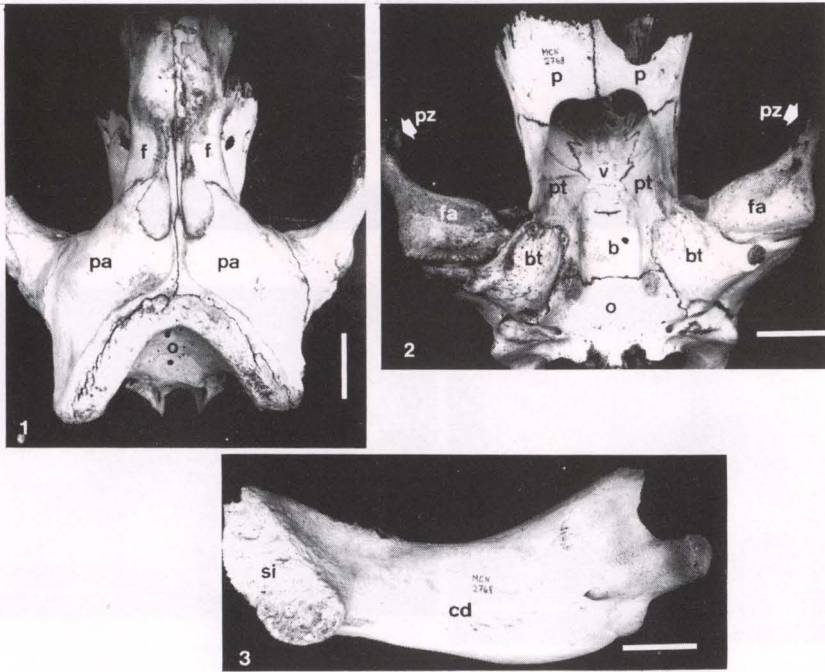 f f
pa pa
o
1
MCN
2768
p p
pz pz
v
pt pt
fa fa
bt b bt
o
2
si
MCN
2768
cd
3